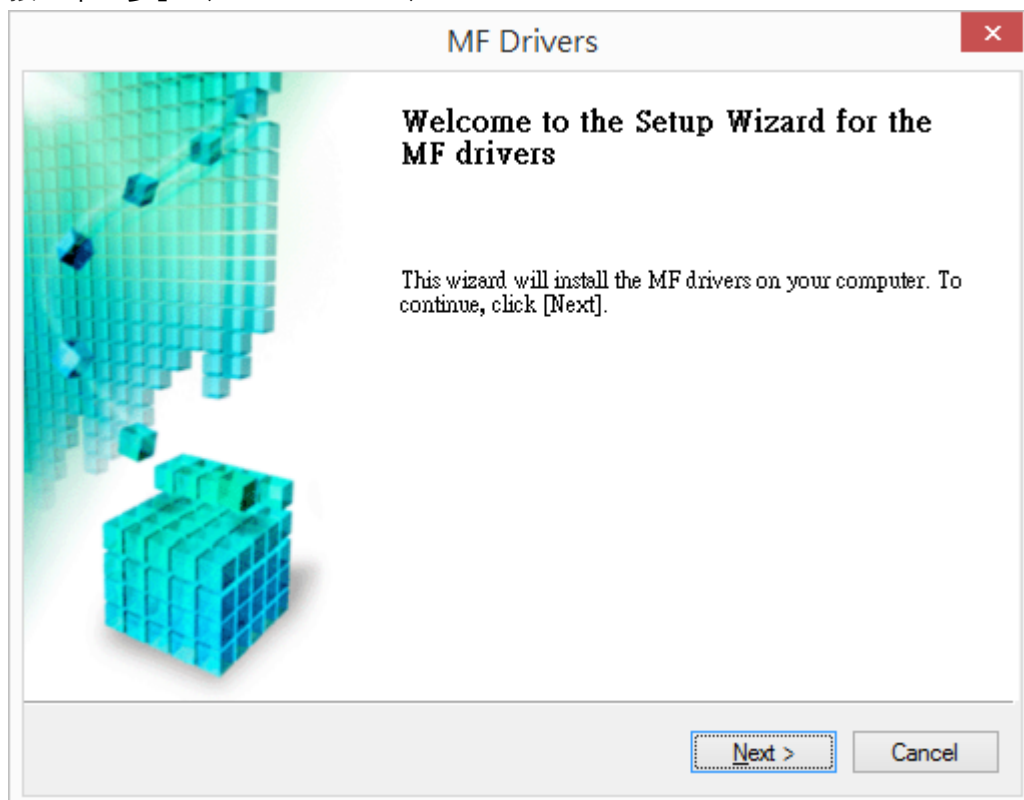 MF Drivers
Welcome to the Setup Wizard for the
MF drivers
This wizard will install the MF drivers on your computer. To
continue, click [Next].
Next >
Cancel